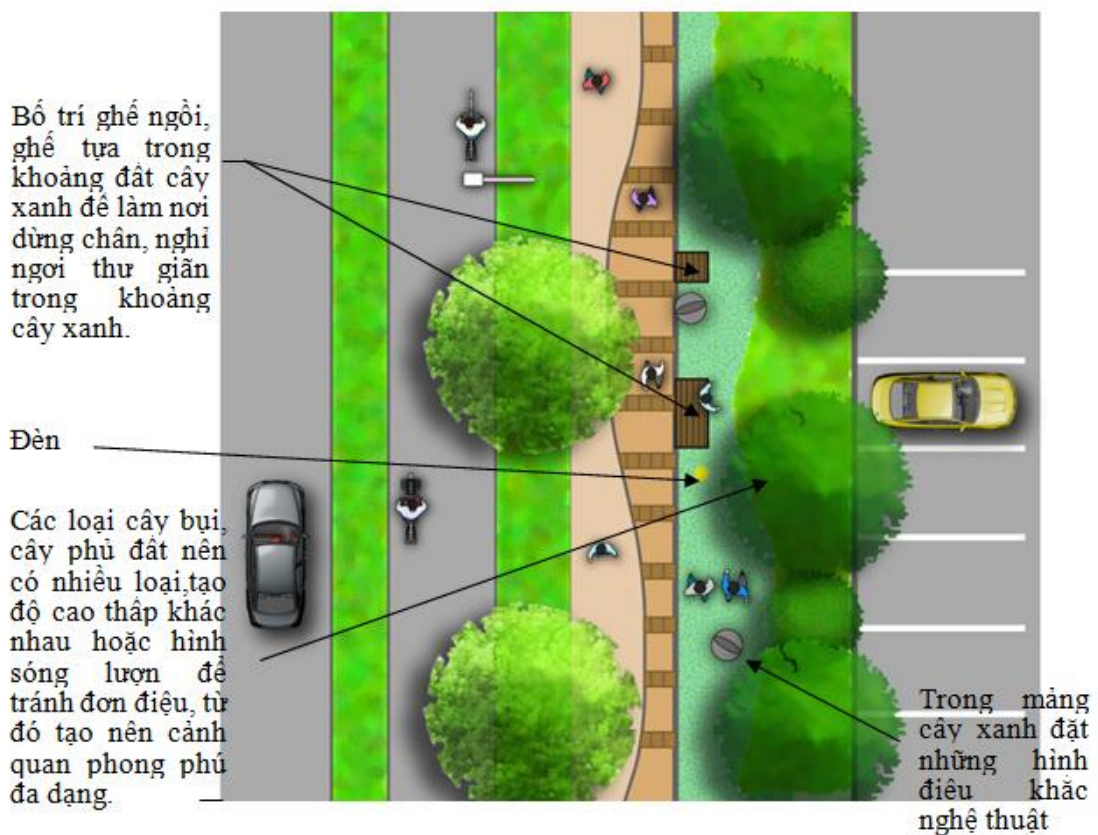 Bố trí ghế ngồi,
ghế tựa trong
khoảng đất cây
xanh để làm nơi
dừng chân, nghỉ
ngơi thư giãn
trong khoảng
cây xanh.
Đèn
Các loại cây bụi,
cây phủ đất nên
có nhiều loại,tạo
độ cao thấp khác
nhau hoặc hình
sóng lượn để
tránh đơn điệu, từ
đó tạo nên cảnh
quan phong phú
đa dạng.
Trong mảng
cây xanh đặt
những hình
điêu khắc
nghệ thuật